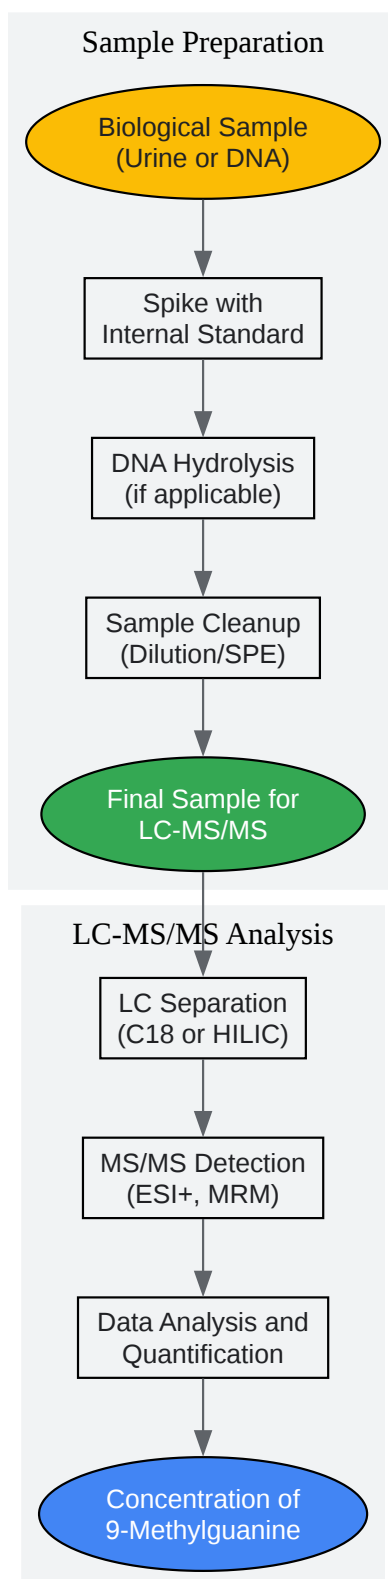 Sample Preparation
Biological Sample
(Urine or DNA)
Spike with
Internal Standard
DNA Hydrolysis
(if applicable)
Sample Cleanup
(Dilution/SPE)
Final Sample for
LC-MS/MS
LC-MS/MS Analysis
LC Separation
(C18 or HILIC)
MS/MS Detection
(ESI+, MRM)
Data Analysis and
Quantification
Concentration of
9-Methylguanine